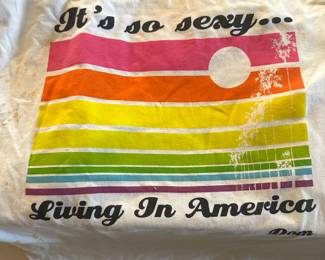 It's so sexy...
Living In America